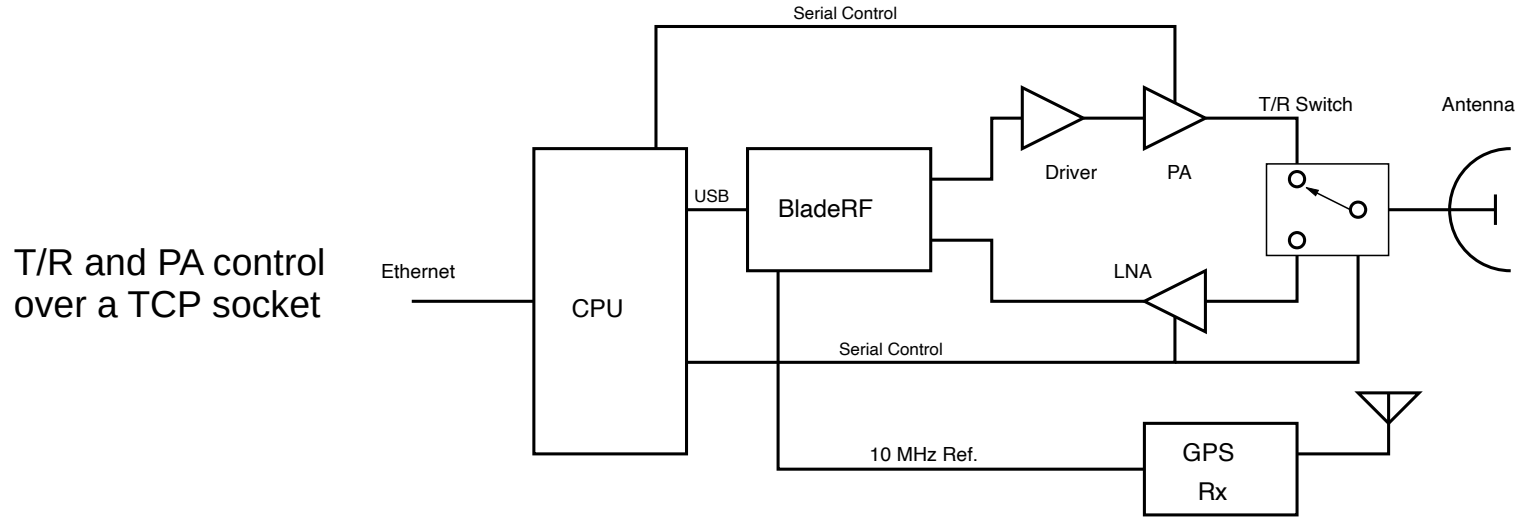 Serial Control
T/R Switch
Antenna
Driver
PA
USB
BladeRF
T/R and PA control
over a TCP socket
Ethernet
LNA
CPU
Serial Control
10 MHz Ref.
GPS
Rx